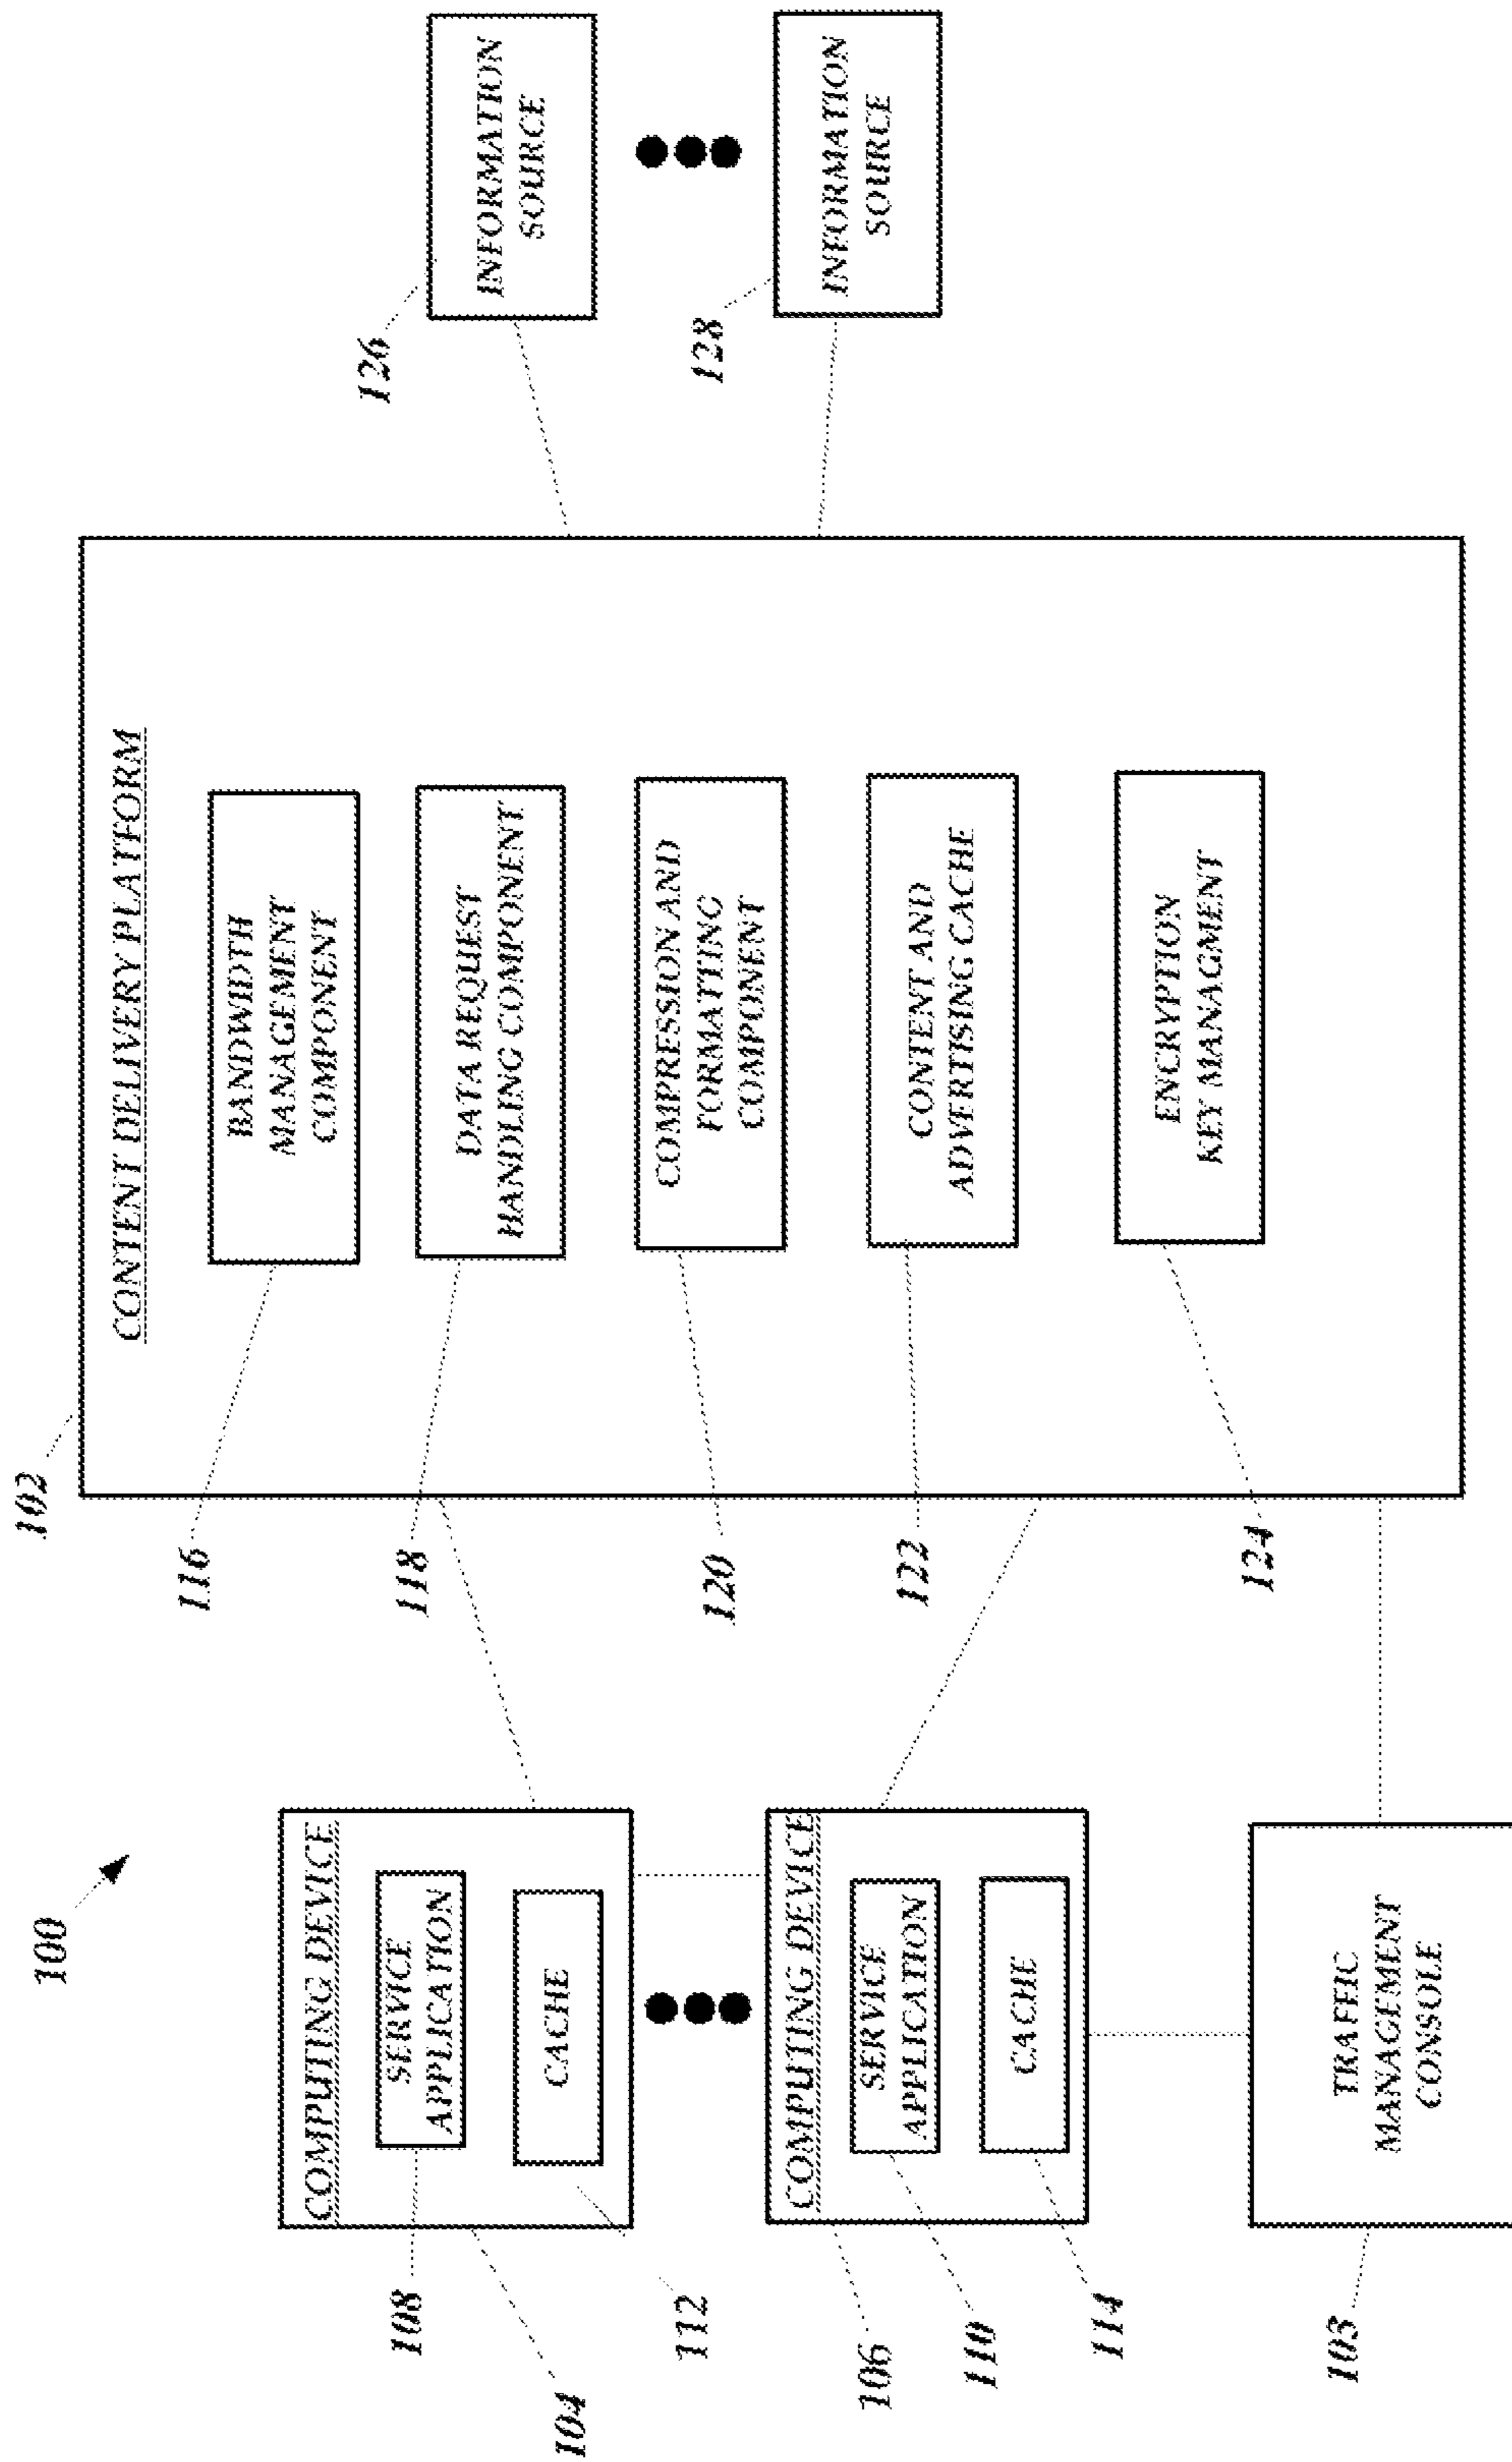 100
COMPUTING DEVICE
SERVICE
APPLICATION
CACHE
108
104
112
COMPUTING DEVICE
SERVICE
APPLICATION
CACHE
106
110
114
TRAFFIC
MANAGEMENT
CONSOLE
103
102
CONTENT DELIVERY PLATFORM
BANDWIDTH
MANAGEMENT
COMPONENT
116
DATA REQUEST
HANDLING COMPONENT
118
COMPRESSION AND
FORMATING
COMPONENT
120
CONTENT AND
ADVERTISING CACHE
122
ENCRYPTION
KEY MANAGMENT
124
126
INFORMATION
SOURCE
128
INFORMATION
SOURCE